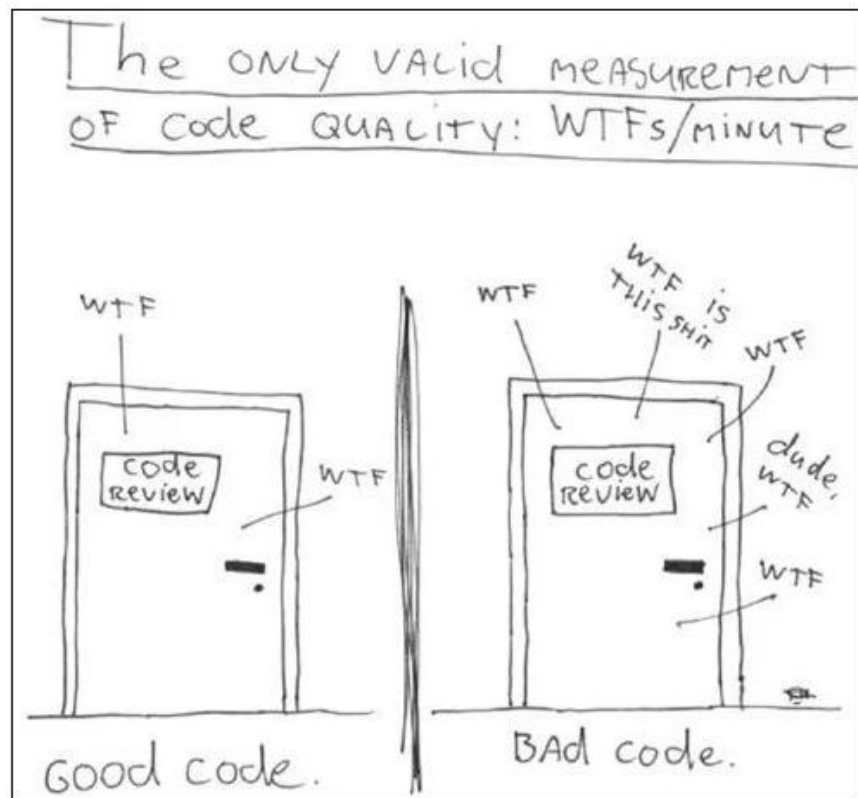 The ONLY VALid MEASUREMENT
OF Code QUALITY: WTFs/MINUTE
WTF
Code
REVIEW
WTF
GOOD CODE.
WTF
WTF is
THIS SHIT
WTF
Code
REVIEW
dude,
WTF
WTF
BAd code.